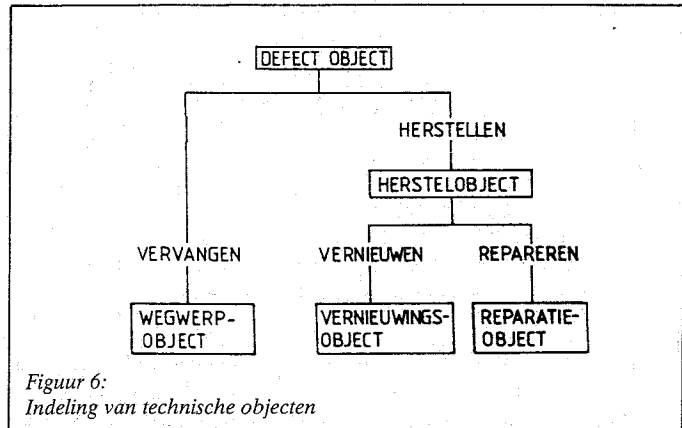 DEFECT OBJECT
HERSTELLEN
HERSTELOBJECT
VERVANGEN
VERNIEUWEN
REPAREREN
WEGWERP-
OBJECT
VERNIEUWINGS-
OBJECT
REPARATIE-
OBJECT
Figuur 6:
Indeling van technische objecten